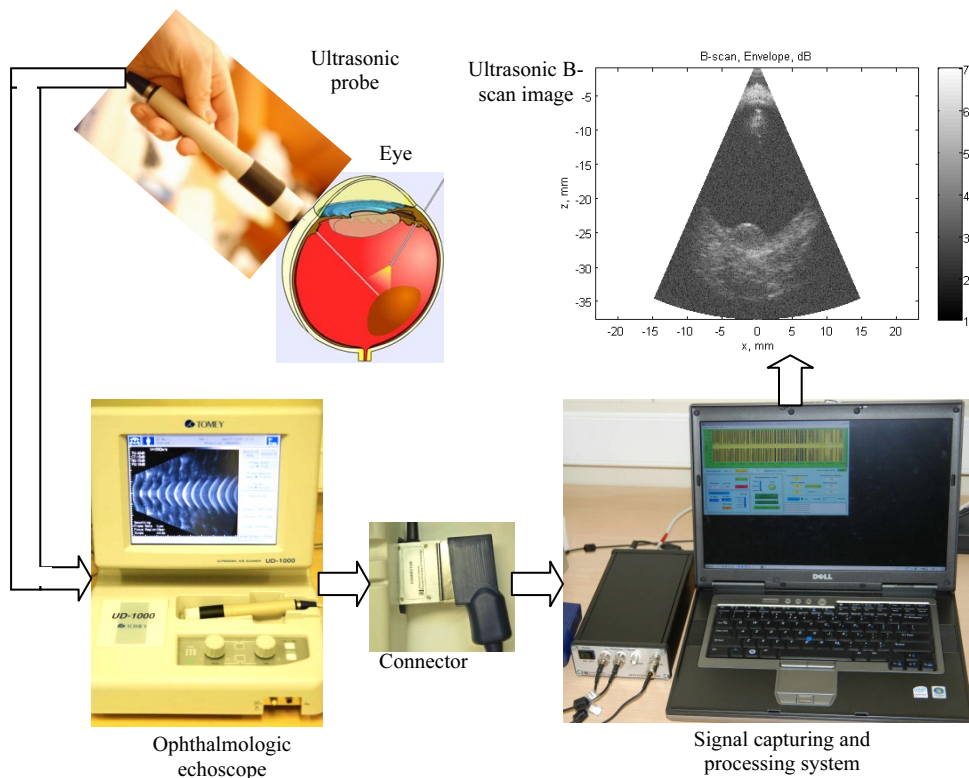 Ultrasonic
probe
Eye
Ultrasonic B-
scan image
B-scan, Envelope, dB
-5
-10
-15
-20
-25
-30
-35
z, mm
-20 -15 -10 -5 0 5 10 15 20
x, mm
7
6
5
4
3
2
1
TOMEY
UD-1000
UD-1000
TOMEY
CONNECTOR
Connector
DELL
Ophthalmologic
echoscope
Signal capturing and
processing system